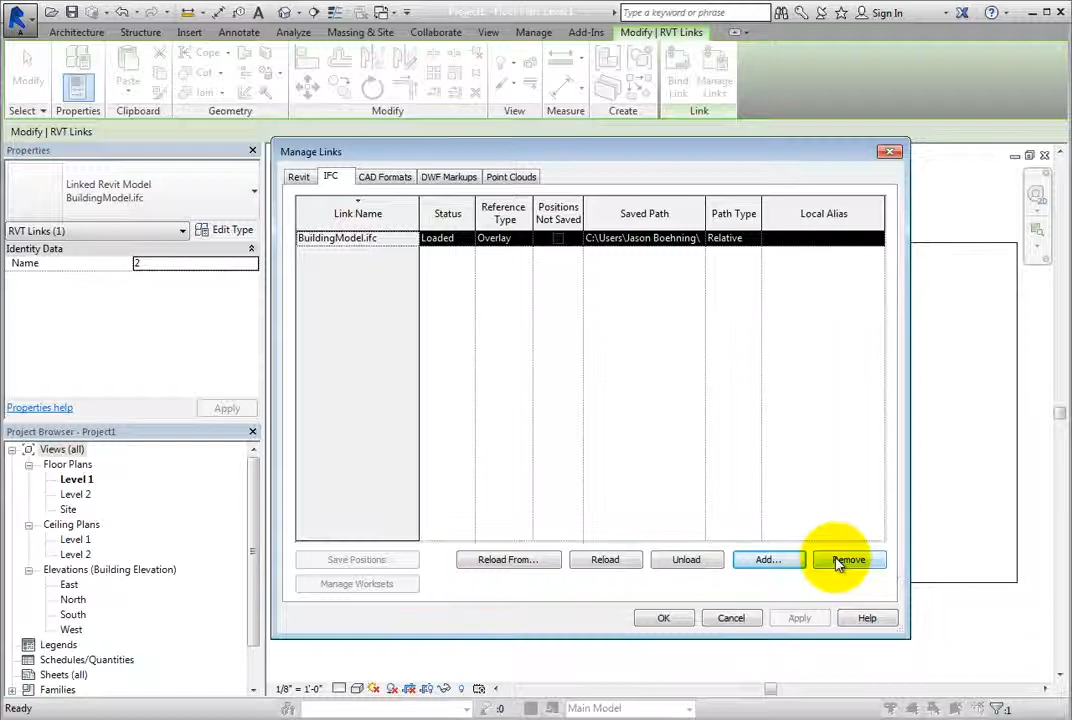 Type a keyword or phrase
Sign In
Architecture Structure Insert Annotate Analyze Massing & Site Collaborate View Manage Add-Ins Modify | RVT Links
Modify
Paste
Cope
Cut
Join
Bind Link
Manage Links
Select Properties Clipboard Geometry Modify View Measure Create Link
Modify | RVT Links
Properties
Linked Revit Model
BuildingModel.ifc
RVT Links (1)
Edit Type
Identity Data
Name 2
Properties help
Apply
Project Browser - Project1
Views (all)
Floor Plans
Level 1
Level 2
Site
Ceiling Plans
Level 1
Level 2
Elevations (Building Elevation)
East
North
South
West
Legends
Schedules/Quantities
Sheets (all)
Families
Manage Links
Revit IFC CAD Formats DWF Markups Point Clouds
Link Name Status Reference Type Positions Not Saved Saved Path Path Type Local Alias
BuildingModel.ifc Loaded Overlay C:\Users\Jason Boehning\ Relative
Save Positions Reload From... Reload Unload Add... Remove
Manage Worksets
OK Cancel Apply Help
1/8" = 1'-0"
Ready
:0
Main Model
:1